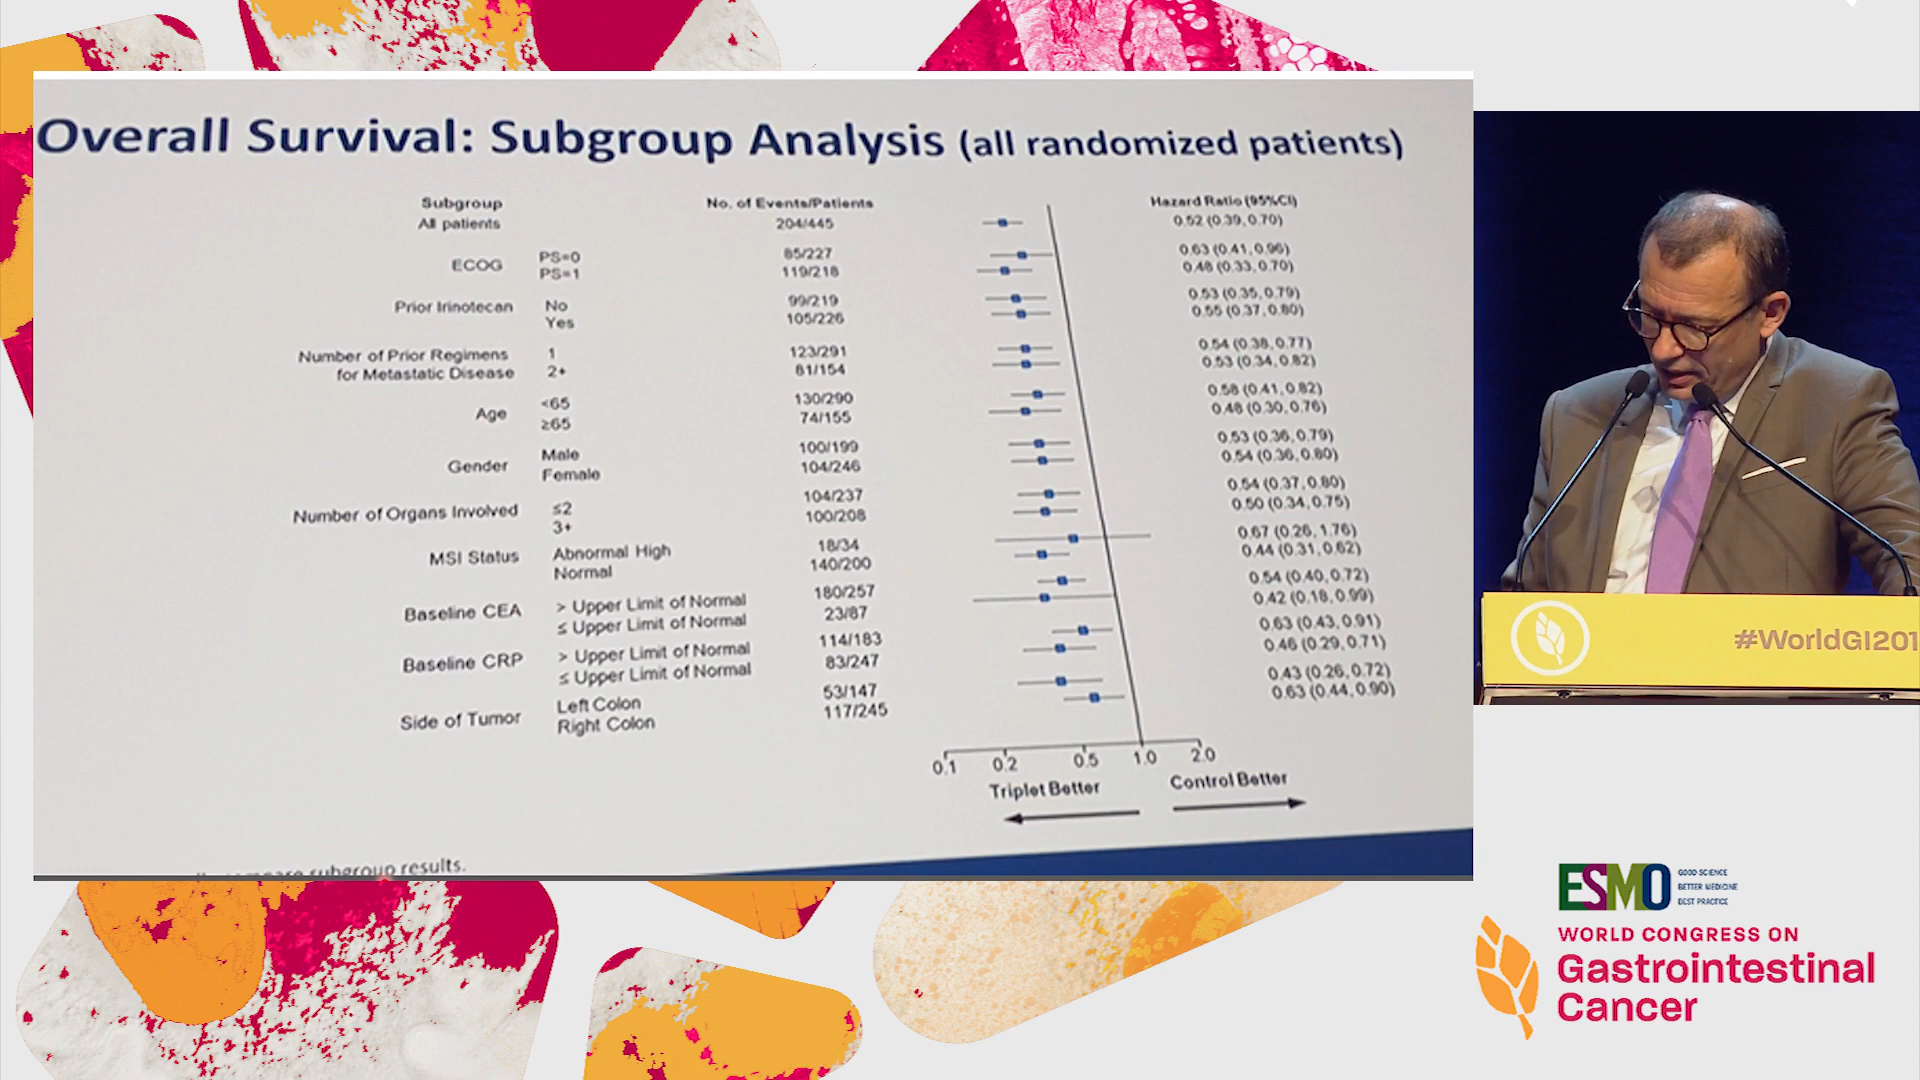 Overall Survival: Subgroup Analysis (all randomized patients)
Subgroup No. of Events/Patients Hazard Ratio (95%CI)
All patients 204/445 0.52 (0.39, 0.70)
ECOG PS=0 85/227 0.63 (0.41, 0.96)
PS=1 119/218 0.48 (0.33, 0.70)
Prior Irinotecan No 99/219 0.53 (0.35, 0.79)
Yes 105/226 0.55 (0.37, 0.80)
Number of Prior Regimens 1 123/291 0.54 (0.38, 0.77)
for Metastatic Disease 2+ 81/154 0.53 (0.34, 0.82)
Age <65 130/290 0.58 (0.41, 0.82)
≥65 74/155 0.48 (0.30, 0.76)
Gender Male 100/199 0.53 (0.36, 0.79)
Female 104/246 0.54 (0.36, 0.80)
Number of Organs Involved ≤2 104/237 0.54 (0.37, 0.80)
3+ 100/208 0.50 (0.34, 0.75)
MSI Status Abnormal High 18/34 0.67 (0.26, 1.76)
Normal 140/200 0.44 (0.31, 0.62)
Baseline CEA > Upper Limit of Normal 180/257 0.54 (0.40, 0.72)
≤ Upper Limit of Normal 23/87 0.42 (0.18, 0.99)
Baseline CRP > Upper Limit of Normal 114/183 0.63 (0.43, 0.91)
≤ Upper Limit of Normal 83/247 0.46 (0.29, 0.71)
Side of Tumor Left Colon 53/147 0.43 (0.26, 0.72)
Right Colon 117/245 0.63 (0.44, 0.90)
0.1 0.2 0.5 1.0 2.0
Triplet Better Control Better
subgroup results.
#WorldGI201
ESMO
GOOD SCIENCE
BETTER MEDICINE
BEST PRACTICE
WORLD CONGRESS ON
Gastrointestinal
Cancer